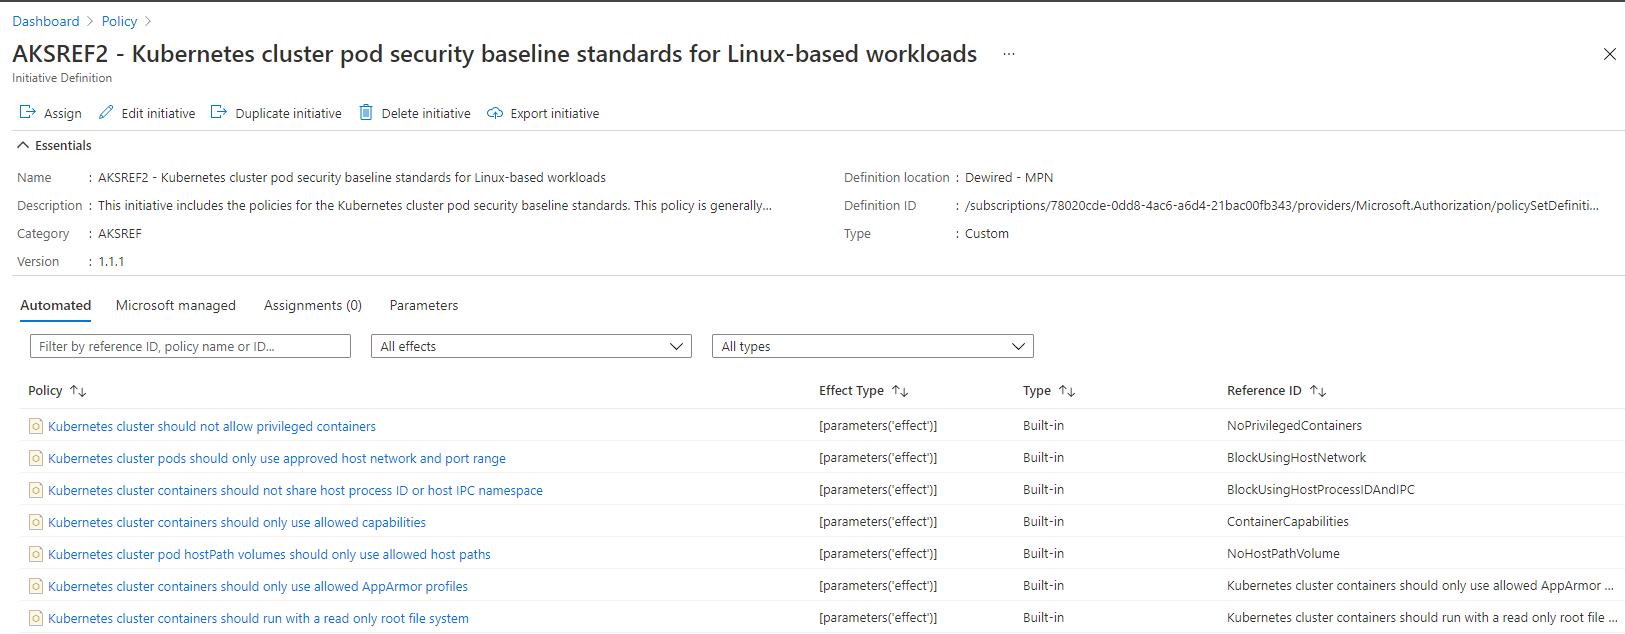 Dashboard > Policy >
AKSREF2 - Kubernetes cluster pod security baseline standards for Linux-based workloads ...
Initiative Definition
Assign Edit initiative Duplicate initiative Delete initiative Export initiative
Essentials
Name : AKSREF2 - Kubernetes cluster pod security baseline standards for Linux-based workloads Definition location : Dewired - MPN
Description : This initiative includes the policies for the Kubernetes cluster pod security baseline standards. This policy is generally... Definition ID : /subscriptions/78020cde-0dd8-4ac6-a6d4-21bac00fb343/providers/Microsoft.Authorization/policySetDefiniti...
Category : AKSREF Type : Custom
Version : 1.1.1
Automated Microsoft managed Assignments (0) Parameters
Filter by reference ID, policy name or ID... All effects All types
Policy ↑↓ Effect Type ↑↓ Type ↑↓ Reference ID ↑↓
Kubernetes cluster should not allow privileged containers [parameters('effect')] Built-in NoPrivilegedContainers
Kubernetes cluster pods should only use approved host network and port range [parameters('effect')] Built-in BlockUsingHostNetwork
Kubernetes cluster containers should not share host process ID or host IPC namespace [parameters('effect')] Built-in BlockUsingHostProcessIDAndIPC
Kubernetes cluster containers should only use allowed capabilities [parameters('effect')] Built-in ContainerCapabilities
Kubernetes cluster pod hostPath volumes should only use allowed host paths [parameters('effect')] Built-in NoHostPathVolume
Kubernetes cluster containers should only use allowed AppArmor profiles [parameters('effect')] Built-in Kubernetes cluster containers should only use allowed AppArmor ...
Kubernetes cluster containers should run with a read only root file system [parameters('effect')] Built-in Kubernetes cluster containers should run with a read only root file ...